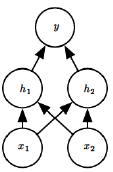 y
h₁ h₂
x₁ x₂